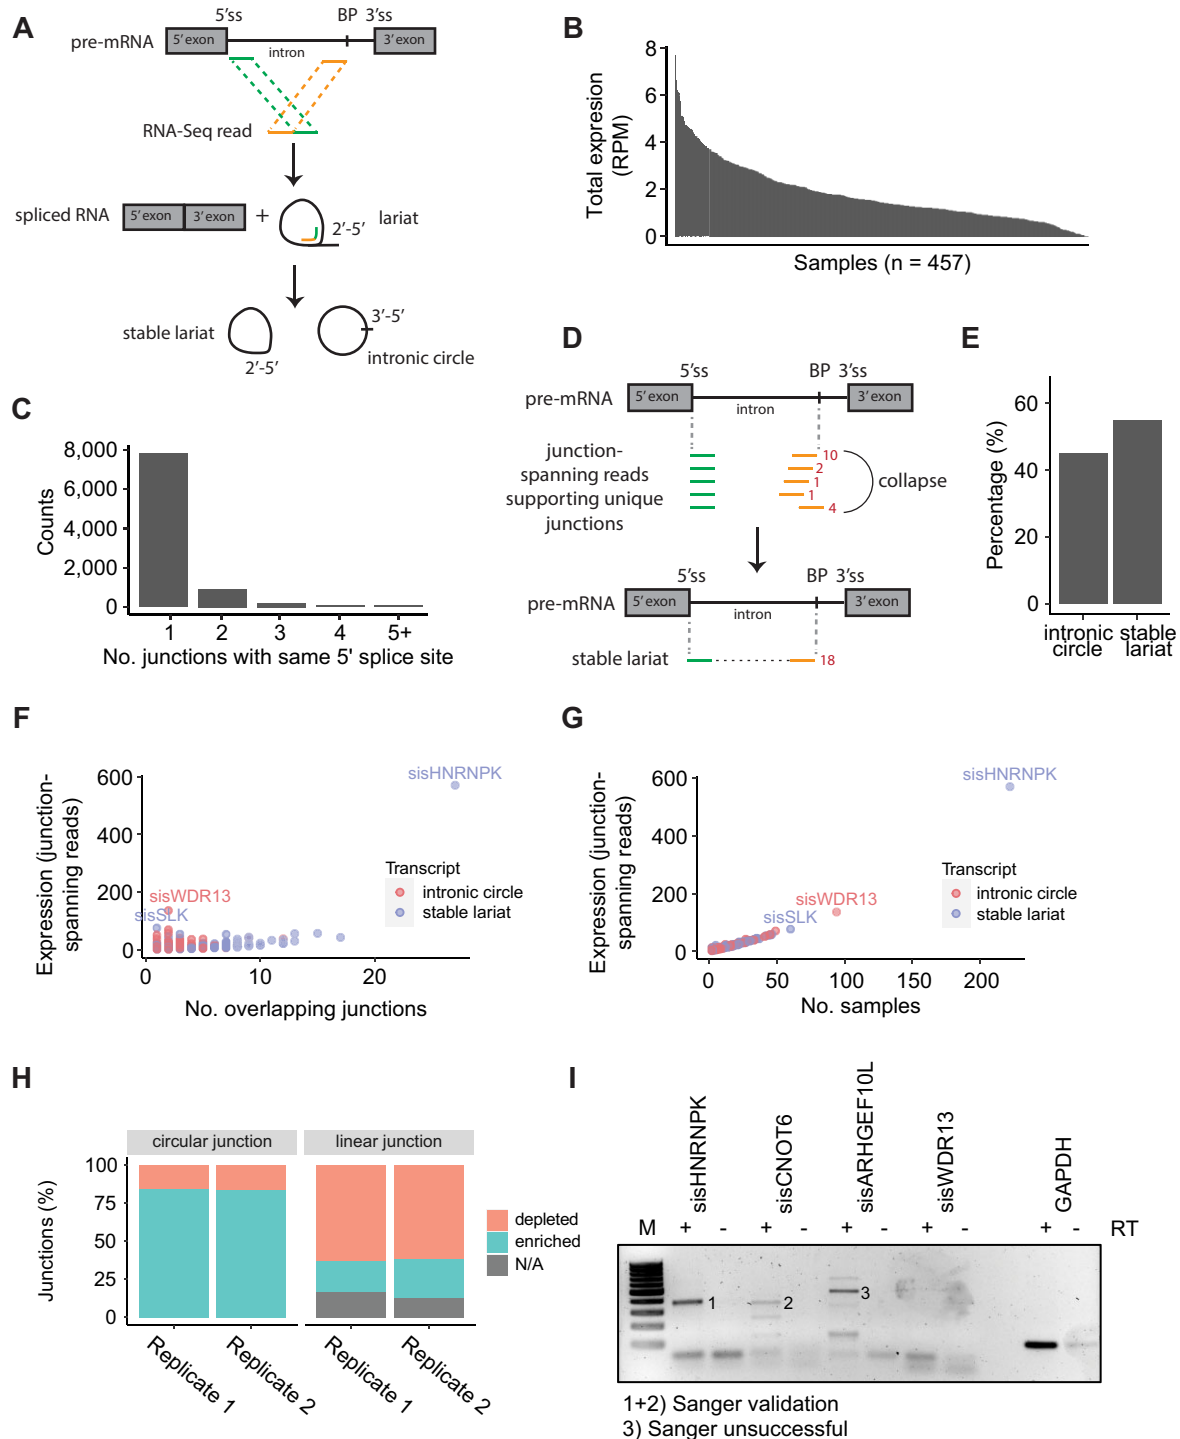 A
5'ss
BP
3'ss
pre-mRNA
5' exon
intron
3' exon
RNA-Seq read
spliced RNA
5' exon
3' exon
+
2'-5'
lariat
stable lariat
2'-5'
3'-5'
intronic circle
B
Total expresion
(RPM)
8
6
4
2
0
Samples (n = 457)
C
Counts
8,000
6,000
4,000
2,000
0
1
2
3
4
5+
No. junctions with same 5' splice site
D
5'ss
BP
3'ss
pre-mRNA
5' exon
intron
3' exon
junction-
spanning reads
supporting unique
junctions
10
2
1
1
4
collapse
5'ss
BP
3'ss
pre-mRNA
5' exon
intron
3' exon
stable lariat
18
E
Percentage (%)
60
40
20
0
intronic
circle
stable
lariat
F
Expression (junction-
spanning reads)
600
400
200
0
sisHNRNPK
sisWDR13
sisSLK
Transcript
intronic circle
stable lariat
0
10
20
No. overlapping junctions
G
Expression (junction-
spanning reads)
600
400
200
0
sisHNRNPK
sisWDR13
sisSLK
Transcript
intronic circle
stable lariat
0
50
100
150
200
No. samples
H
circular junction
linear junction
Junctions (%)
100
75
50
25
0
Replicate 1
Replicate 2
Replicate 1
Replicate 2
depleted
enriched
N/A
I
sisHNRNPK
sisCNOT6
sisARHGEF10L
sisWDR13
GAPDH
M + - + - + - + - + - RT
1
2
3
1+2) Sanger validation
3) Sanger unsuccessful